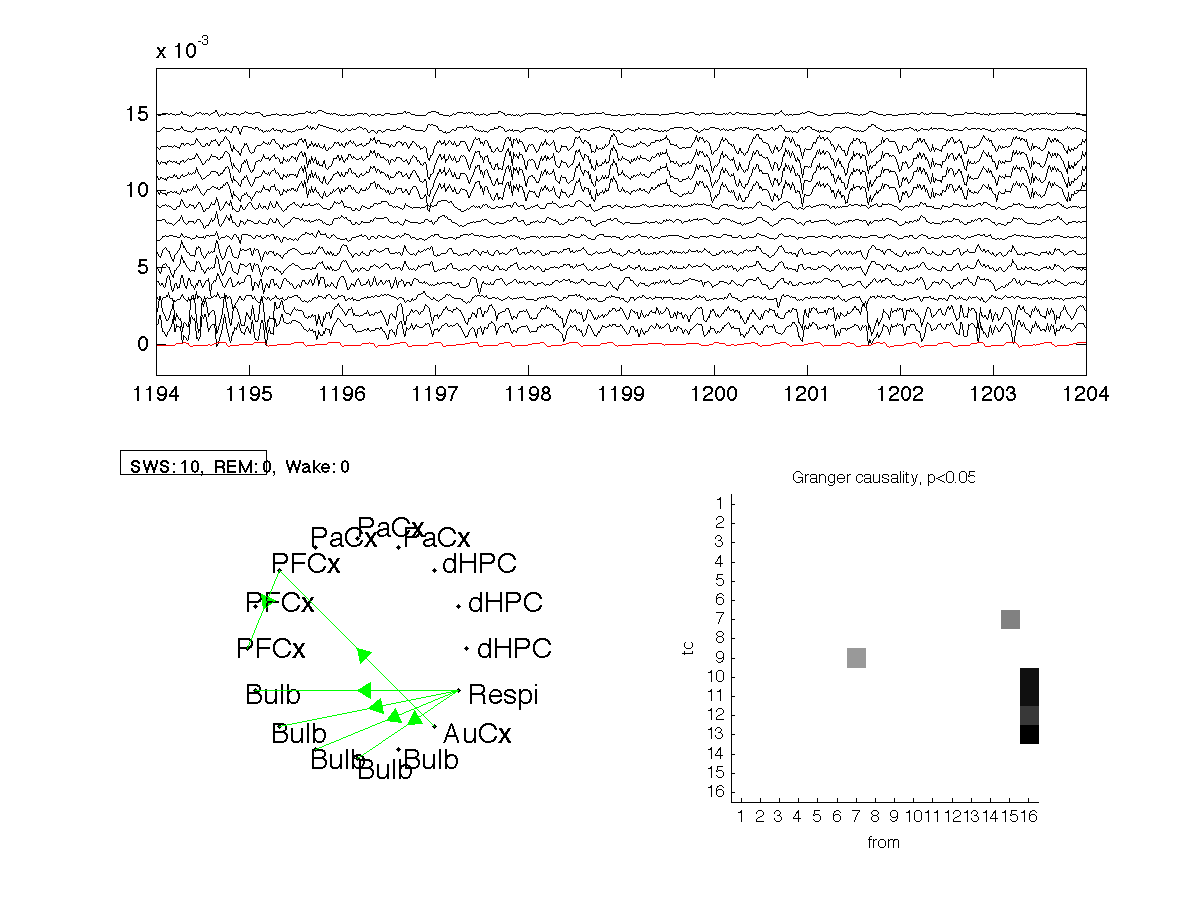 x 10-3
15
10
5
0
1194 1195 1196 1197 1198 1199 1200 1201 1202 1203 1204
SWS:10, REM:0, Wake:0
Granger causality, p<0.05
PaCx
PaCx PaCx
PFCx dHPC
PFCx dHPC
PFCx dHPC
Bulb Respi
Bulb AuCx
Bulb Bulb
Bulb
1
2
3
4
5
6
7
8
9
10
11
12
13
14
15
16
tc
1 2 3 4 5 6 7 8 9 10 11 12 13 14 15 16
from